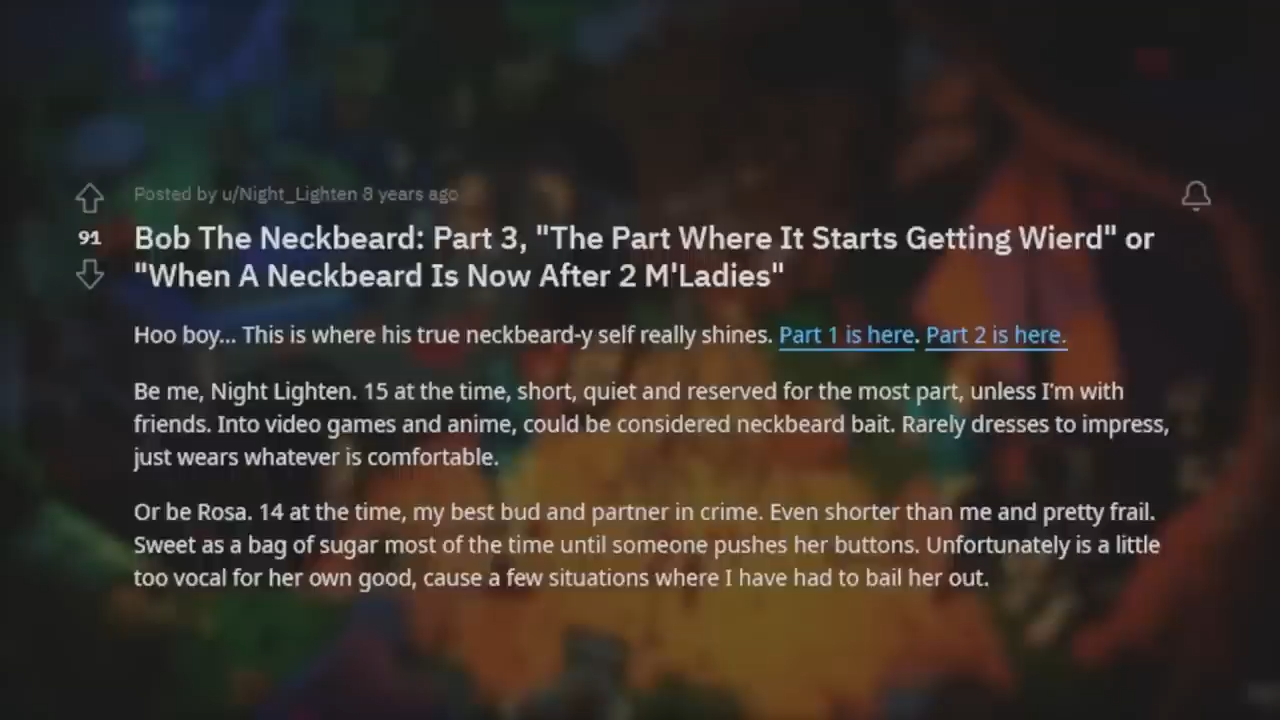 Posted by u/Night_Lighten 8 years ago
91
Bob The Neckbeard: Part 3, "The Part Where It Starts Getting Wierd" or
"When A Neckbeard Is Now After 2 M'Ladies"
Hoo boy... This is where his true neckbeard-y self really shines. Part 1 is here. Part 2 is here.
Be me, Night Lighten. 15 at the time, short, quiet and reserved for the most part, unless I'm with
friends. Into video games and anime, could be considered neckbeard bait. Rarely dresses to impress,
just wears whatever is comfortable.
Or be Rosa. 14 at the time, my best bud and partner in crime. Even shorter than me and pretty frail.
Sweet as a bag of sugar most of the time until someone pushes her buttons. Unfortunately is a little
too vocal for her own good, cause a few situations where I have had to bail her out.